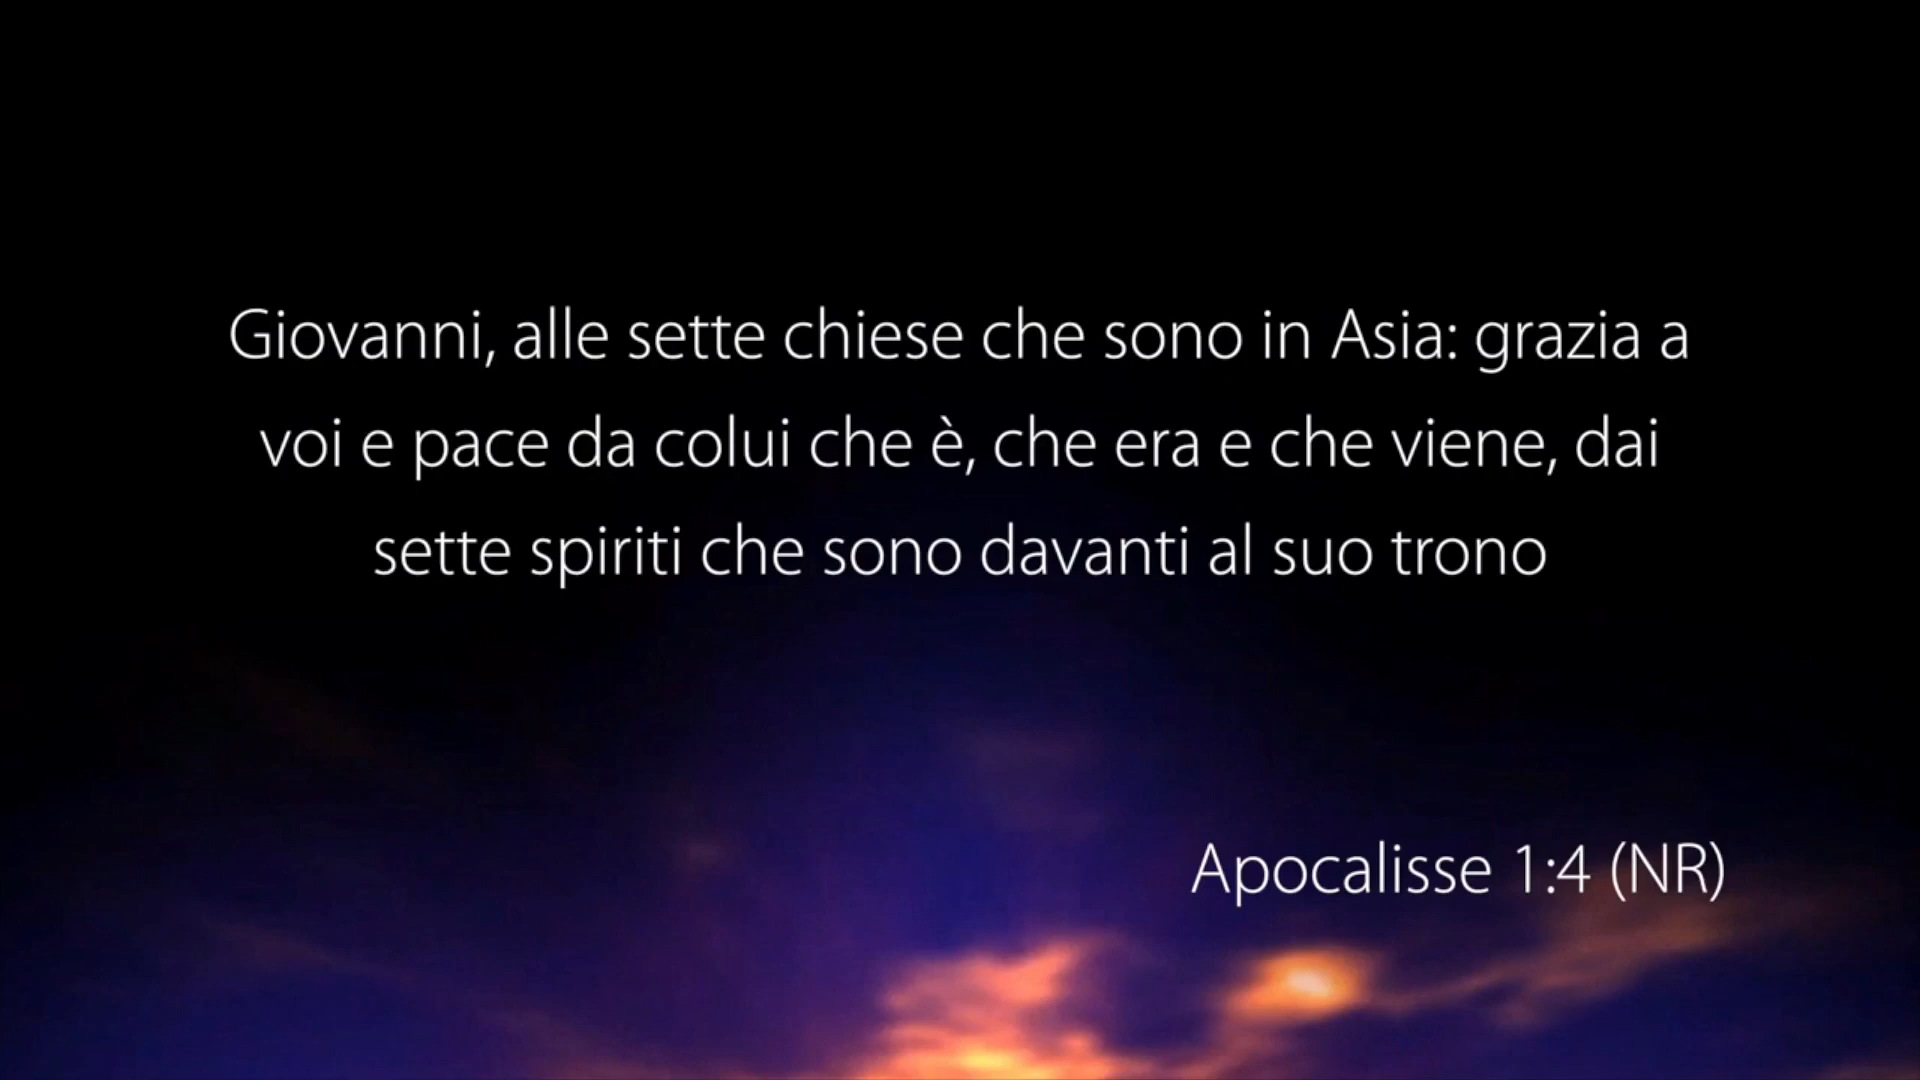 Giovanni, alle sette chiese che sono in Asia: grazia a
voi e pace da colui che è, che era e che viene, dai
sette spiriti che sono davanti al suo trono
Apocalisse 1:4 (NR)